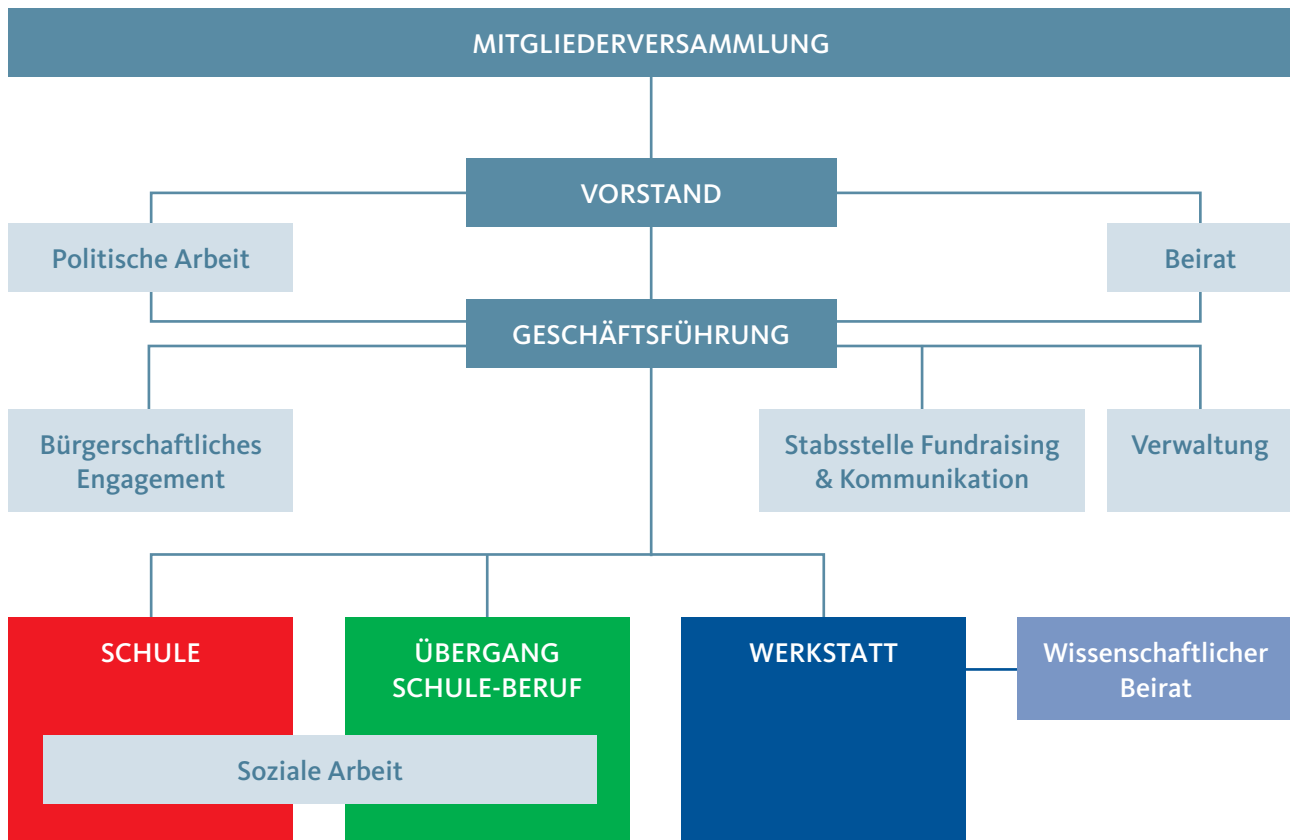 MITGLIEDERVERSAMMLUNG
VORSTAND
Politische Arbeit
Beirat
GESCHÄFTSFÜHRUNG
Bürgerschaftliches
Engagement
Stabsstelle Fundraising
& Kommunikation
Verwaltung
SCHULE
ÜBERGANG
SCHULE-BERUF
WERKSTATT
Wissenschaftlicher
Beirat
Soziale Arbeit